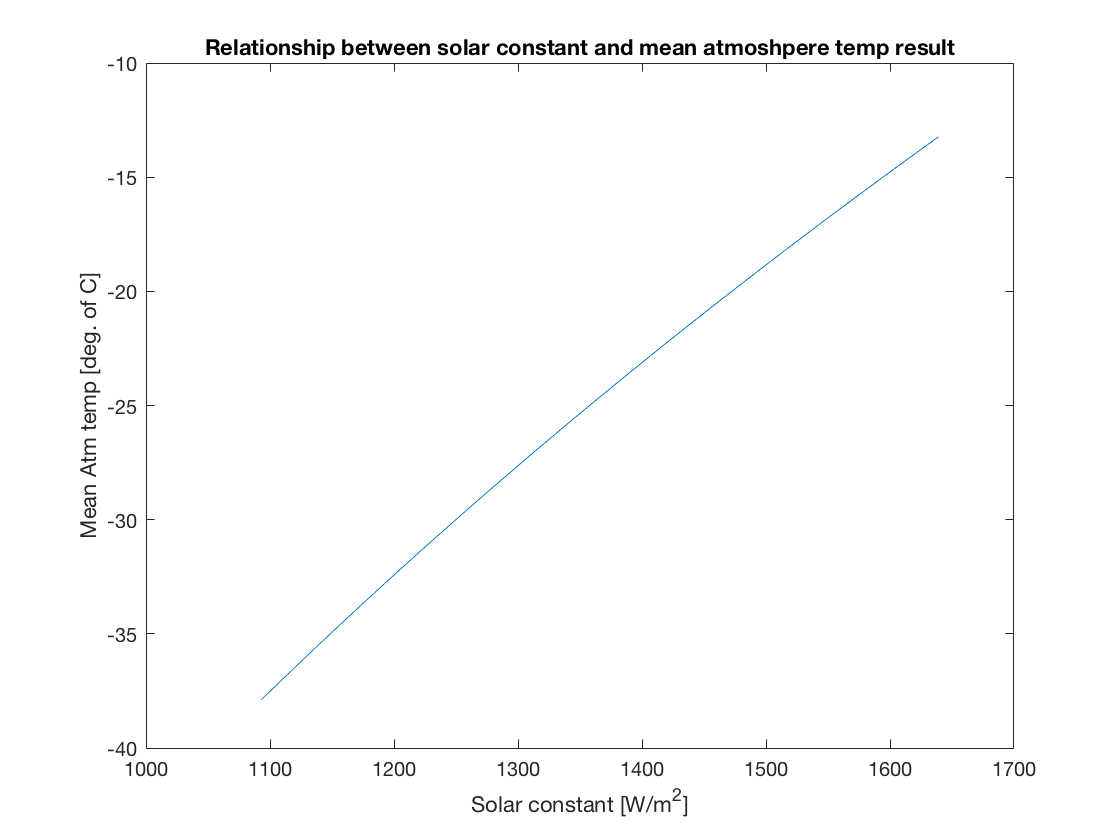 Relationship between solar constant and mean atmoshpere temp result
-10
-15
-20
-25
-30
-35
-40
Mean Atm temp [deg. of C]
1000 1100 1200 1300 1400 1500 1600 1700
Solar constant [W/m²]